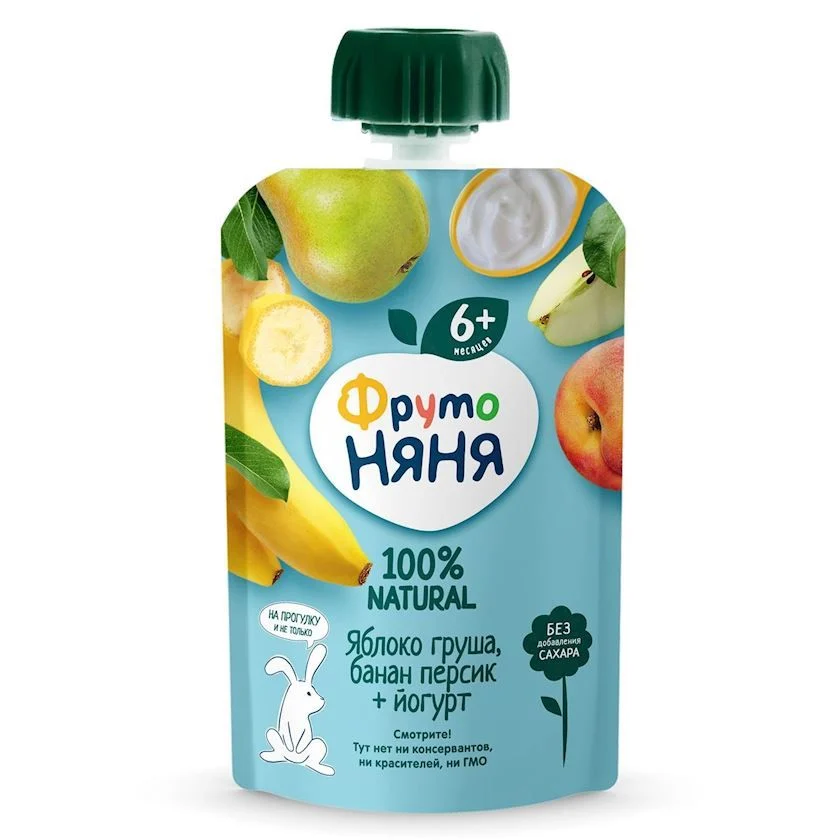 6+
месяцев
Фруто
НЯНЯ
100%
NATURAL
НА ПРОГУЛКУ
И НЕ ТОЛЬКО
Яблоко груша,
банан персик
+ йогурт
БЕЗ
добавления
САХАРА
Смотрите!
Тут нет ни консервантов,
ни красителей, ни ГМО